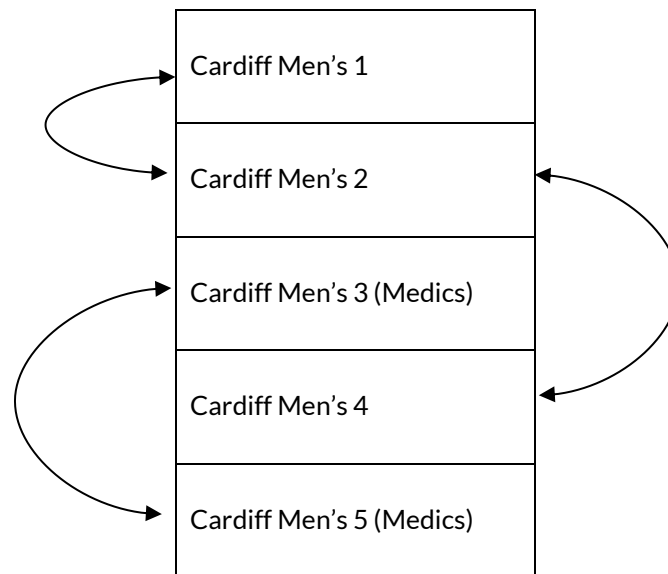 Cardiff Men’s 1
Cardiff Men’s 2
Cardiff Men’s 3 (Medics)
Cardiff Men’s 4
Cardiff Men’s 5 (Medics)